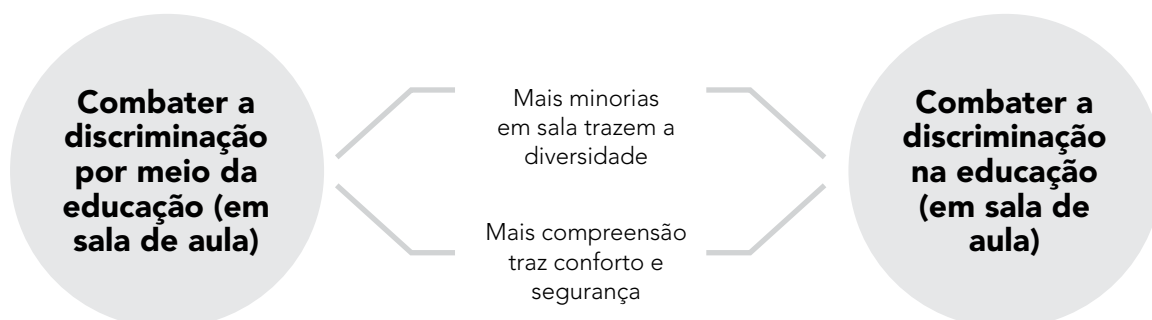 Combater a
discriminação
por meio da
educação (em
sala de aula)
Mais minorias
em sala trazem a
diversidade
Mais compreensão
traz conforto e
segurança
Combater a
discriminação
na educação
(em sala de
aula)